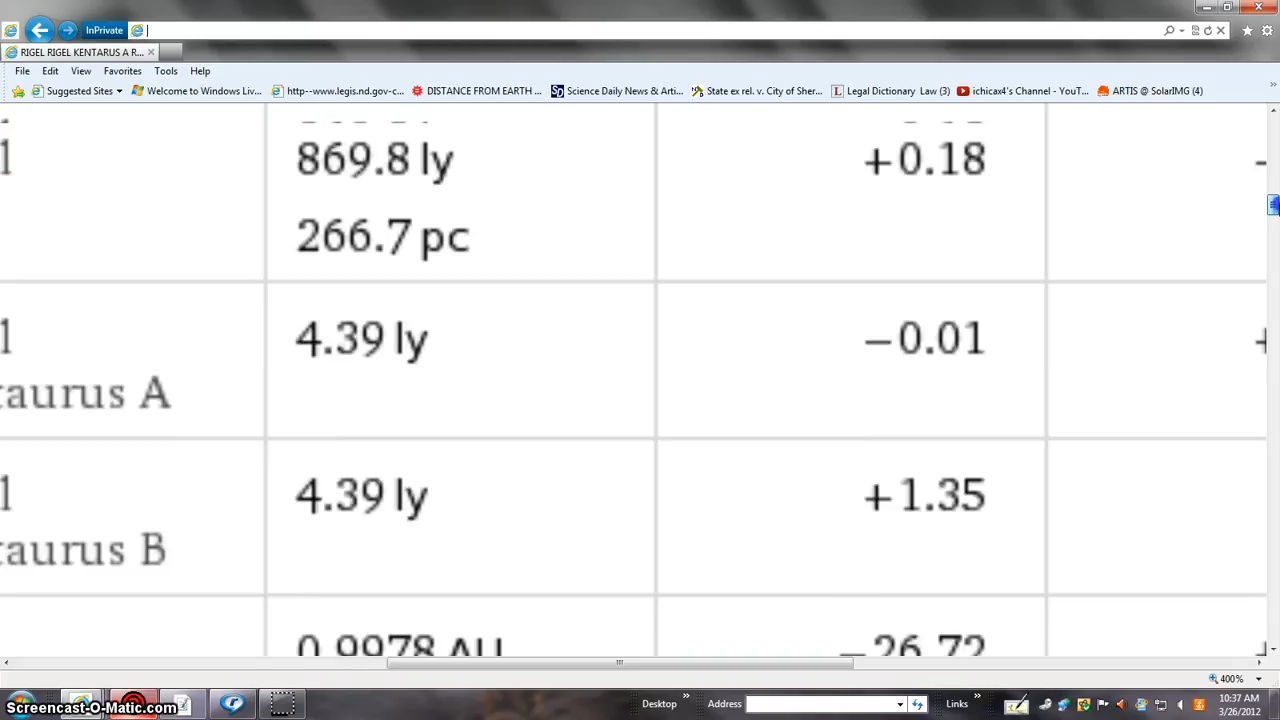 InPrivate
RIGEL RIGEL KENTARUS A R...
File Edit View Favorites Tools Help
Suggested Sites Welcome to Windows Liv... http--www.legis.nd.gov-c... DISTANCE FROM EARTH ... Science Daily News & Arti... State ex rel. v. City of Sher... Legal Dictionary Law (3) ichicax4's Channel - YouT... ARTIS @ SolarIMG (4)
l 869.8 ly +0.18 -
266.7 pc
l 4.39 ly −0.01
taurus A
l 4.39 ly +1.35
taurus B
0.9978 AU −26.72
400%
Screencast-O-Matic.com
Desktop Address Links
10:37 AM
3/26/2012